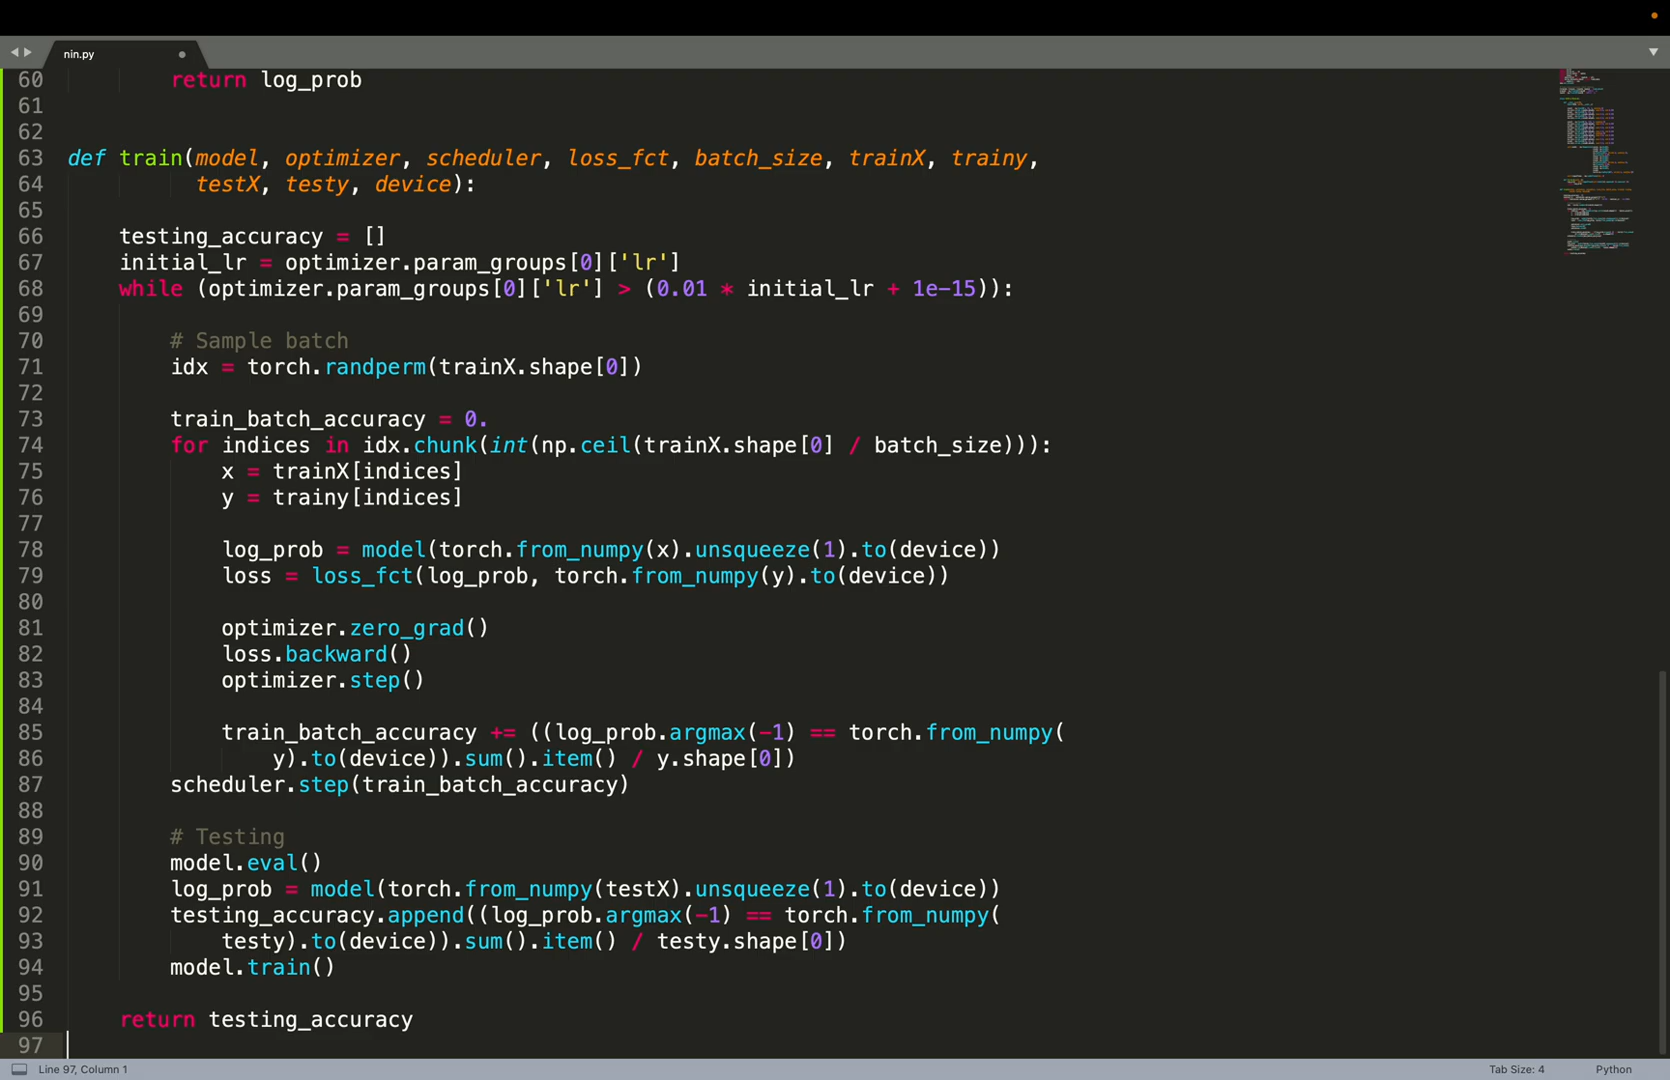 nin.py
60 return log_prob
61
62
63 def train(model, optimizer, scheduler, loss_fct, batch_size, trainX, trainy,
64 testX, testy, device):
65
66 testing_accuracy = []
67 initial_lr = optimizer.param_groups[0]['lr']
68 while (optimizer.param_groups[0]['lr'] > (0.01 * initial_lr + 1e-15)):
69
70 # Sample batch
71 idx = torch.randperm(trainX.shape[0])
72
73 train_batch_accuracy = 0.
74 for indices in idx.chunk(int(np.ceil(trainX.shape[0] / batch_size))):
75 x = trainX[indices]
76 y = trainy[indices]
77
78 log_prob = model(torch.from_numpy(x).unsqueeze(1).to(device))
79 loss = loss_fct(log_prob, torch.from_numpy(y).to(device))
80
81 optimizer.zero_grad()
82 loss.backward()
83 optimizer.step()
84
85 train_batch_accuracy += ((log_prob.argmax(-1) == torch.from_numpy(
86 y).to(device)).sum().item() / y.shape[0])
87 scheduler.step(train_batch_accuracy)
88
89 # Testing
90 model.eval()
91 log_prob = model(torch.from_numpy(testX).unsqueeze(1).to(device))
92 testing_accuracy.append((log_prob.argmax(-1) == torch.from_numpy(
93 testy).to(device)).sum().item() / testy.shape[0])
94 model.train()
95
96 return testing_accuracy
97
Line 97, Column 1 Tab Size: 4 Python